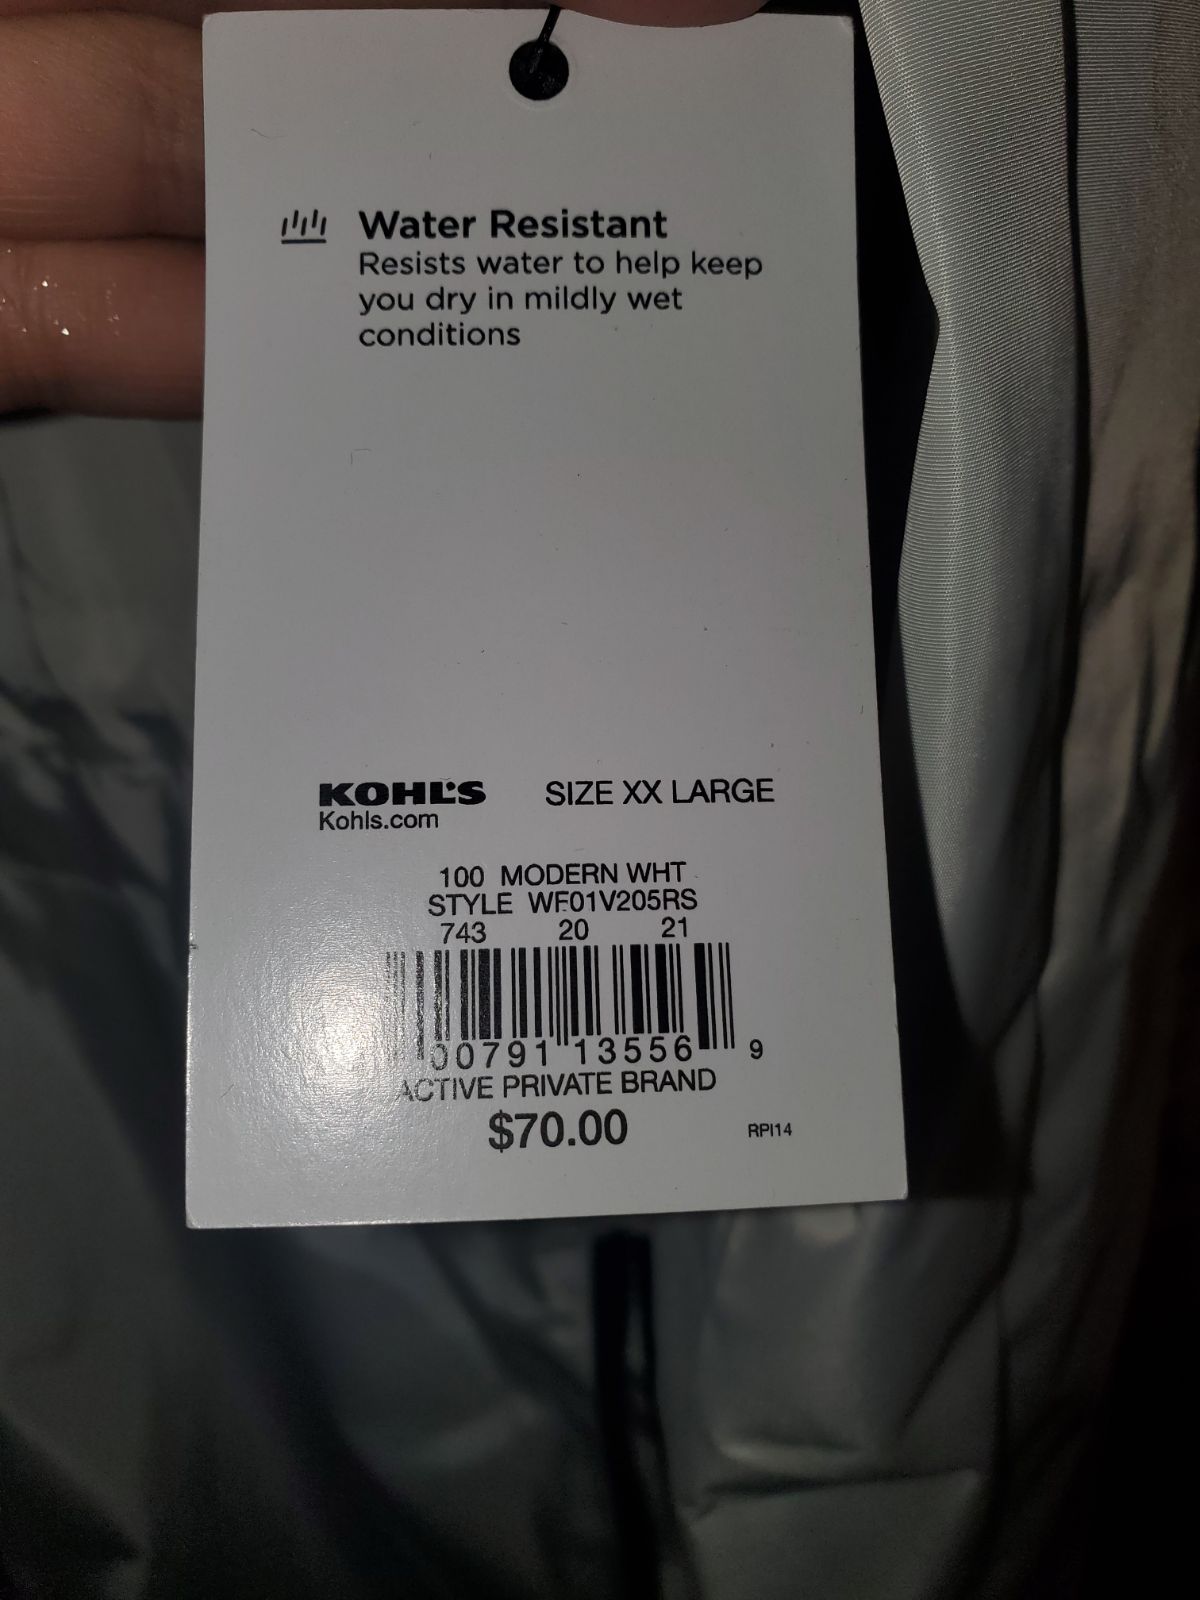 Water Resistant
Resists water to help keep
you dry in mildly wet
conditions
KOHL'S SIZE XX LARGE
Kohls.com
100 MODERN WHT
STYLE WF01V205RS
743 20 21
00791 13556 9
ACTIVE PRIVATE BRAND
$70.00 RPI14